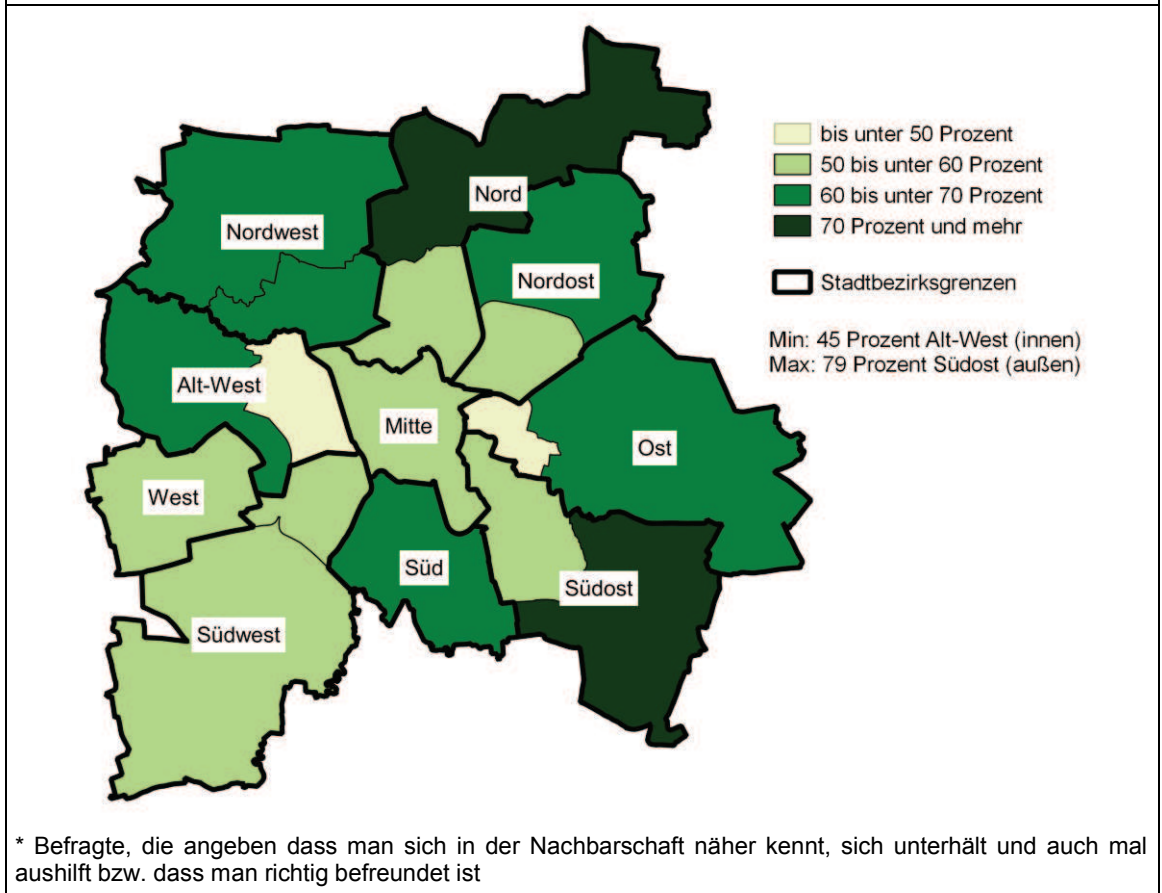 Nord
Nordwest
Nordost
Alt-West
Mitte
Ost
West
Süd
Südost
Südwest
bis unter 50 Prozent
50 bis unter 60 Prozent
60 bis unter 70 Prozent
70 Prozent und mehr
Stadtbezirksgrenzen
Min: 45 Prozent Alt-West (innen)
Max: 79 Prozent Südost (außen)
* Befragte, die angeben dass man sich in der Nachbarschaft näher kennt, sich unterhält und auch mal
aushilft bzw. dass man richtig befreundet ist